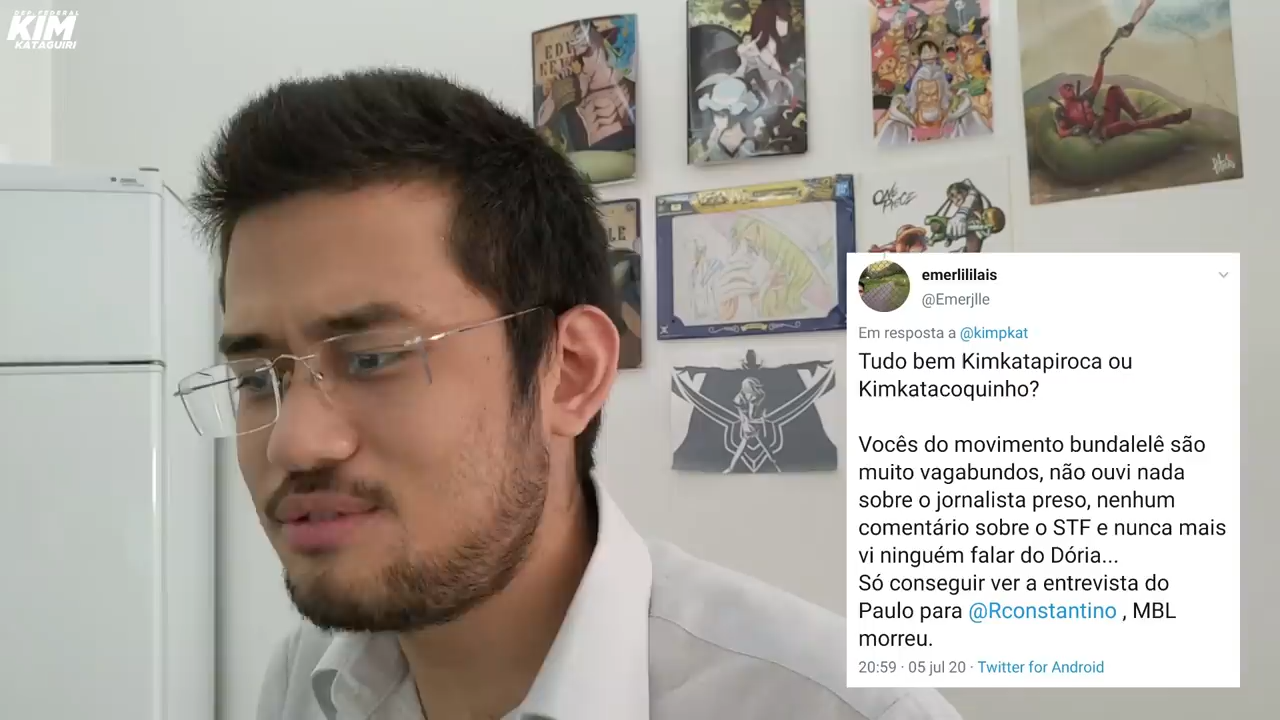 DEP. FEDERAL
KIM
KATAGUIRI
ONE PIECE
emerlililais
@Emerjlle
Em resposta a @kimpkat
Tudo bem Kimkatapiroca ou
Kimkatacoquinho?
Vocês do movimento bundalelê são
muito vagabundos, não ouvi nada
sobre o jornalista preso, nenhum
comentário sobre o STF e nunca mais
vi ninguém falar do Dória...
Só conseguir ver a entrevista do
Paulo para @Rconstantino , MBL
morreu.
20:59 · 05 jul 20 · Twitter for Android